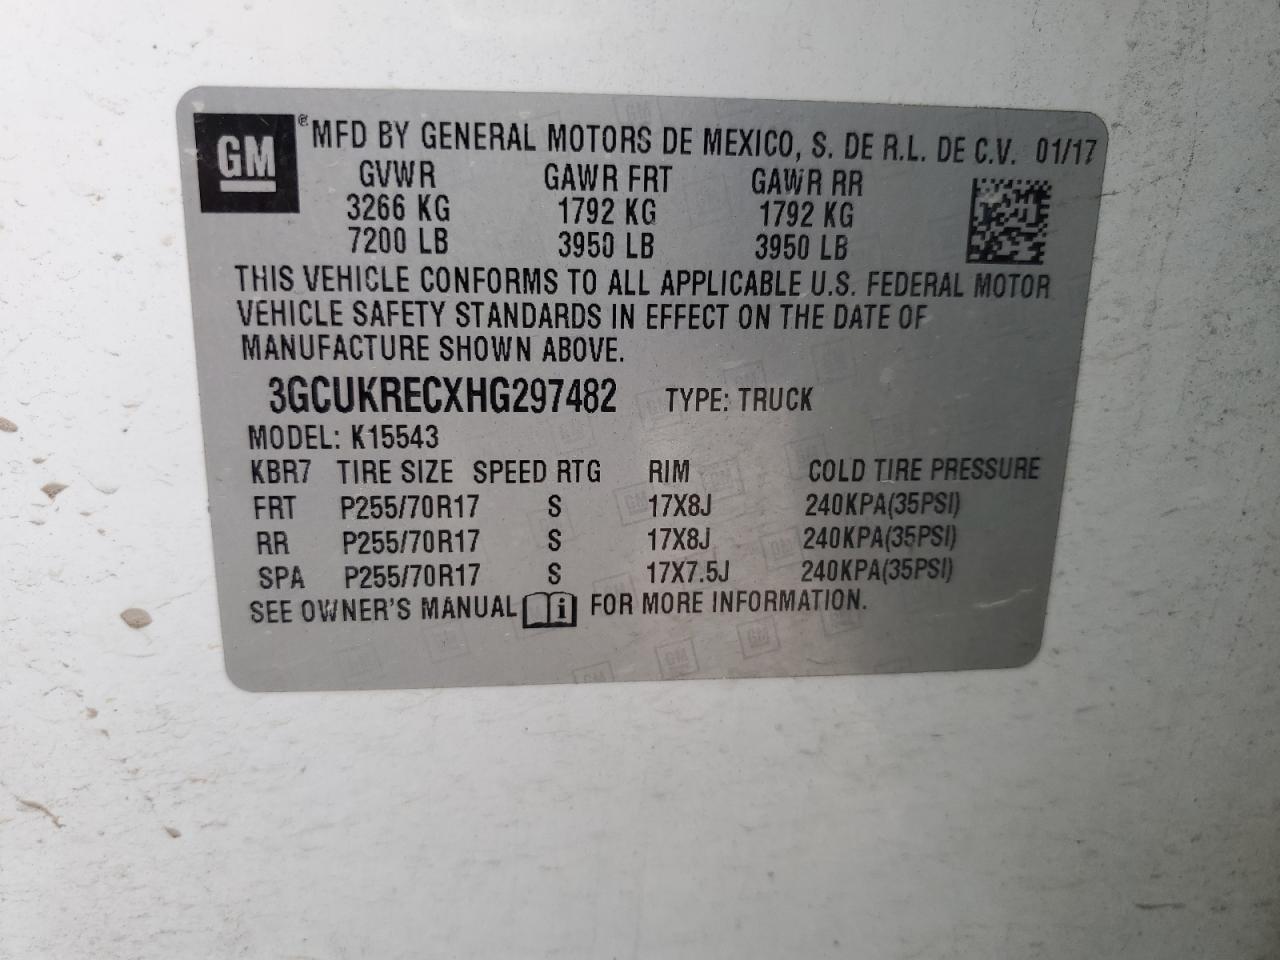 GM ® MFD BY GENERAL MOTORS DE MEXICO, S. DE R.L. DE C.V. 01/17
GVWR GAWR FRT GAWR RR
3266 KG 1792 KG 1792 KG
7200 LB 3950 LB 3950 LB
THIS VEHICLE CONFORMS TO ALL APPLICABLE U.S. FEDERAL MOTOR
VEHICLE SAFETY STANDARDS IN EFFECT ON THE DATE OF
MANUFACTURE SHOWN ABOVE.
3GCUKRECXHG297482 TYPE: TRUCK
MODEL: K15543
KBR7 TIRE SIZE SPEED RTG RIM COLD TIRE PRESSURE
FRT P255/70R17 S 17X8J 240KPA(35PSI)
RR P255/70R17 S 17X8J 240KPA(35PSI)
SPA P255/70R17 S 17X7.5J 240KPA(35PSI)
SEE OWNER'S MANUAL i FOR MORE INFORMATION.